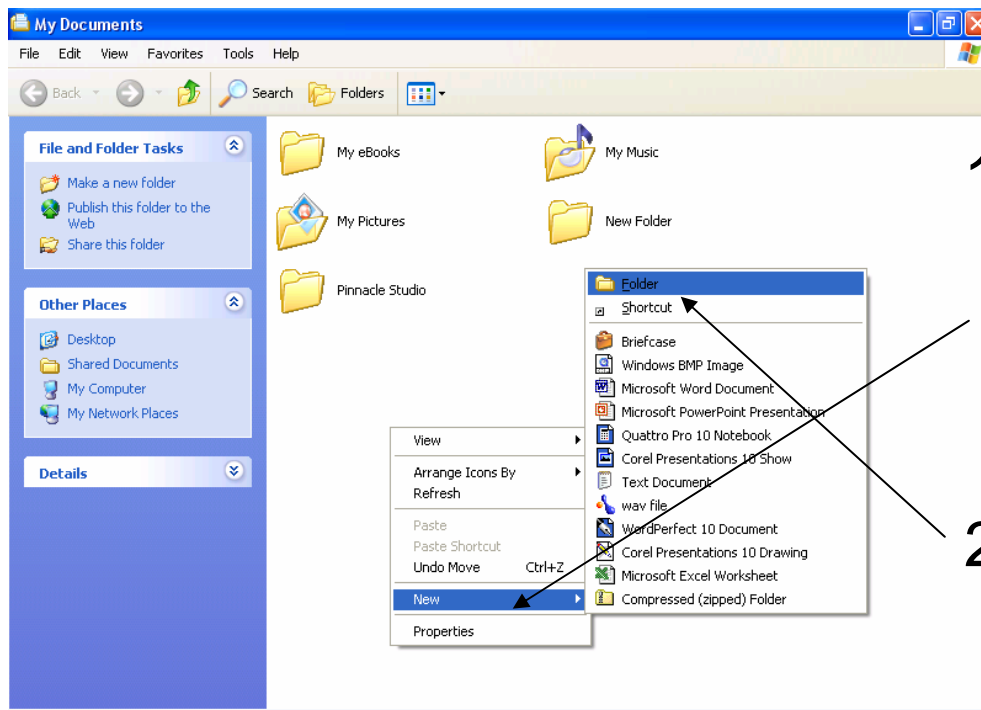 My Documents
File Edit View Favorites Tools Help
Back Search Folders
File and Folder Tasks
Make a new folder
Publish this folder to the
Web
Share this folder
Other Places
Desktop
Shared Documents
My Computer
My Network Places
Details
My eBooks
My Music
My Pictures
New Folder
Pinnacle Studio
View
Arrange Icons By
Refresh
Paste
Paste Shortcut
Undo Move Ctrl+Z
New
Properties
Folder
Shortcut
Briefcase
Windows BMP Image
Microsoft Word Document
Microsoft PowerPoint Presentation
Quattro Pro 10 Notebook
Corel Presentations 10 Show
Text Document
wav file
WordPerfect 10 Document
Corel Presentations 10 Drawing
Microsoft Excel Worksheet
Compressed (zipped) Folder
1
2